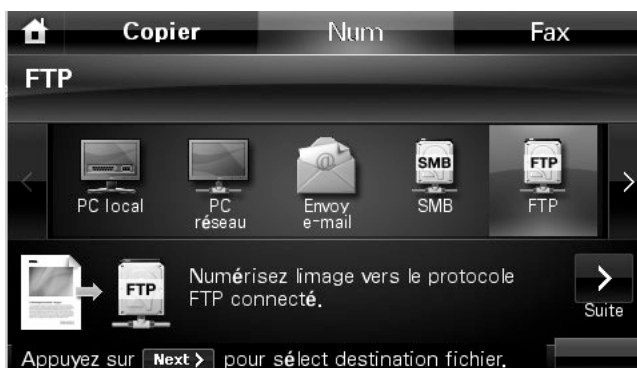 Copier Num Fax
FTP
PC local
PC
réseau
Envoy
e-mail
SMB
SMB
FTP
FTP
FTP
Numérisez limage vers le protocole
FTP connecté.
Suite
Appuyez sur Next > pour sélect destination fichier.